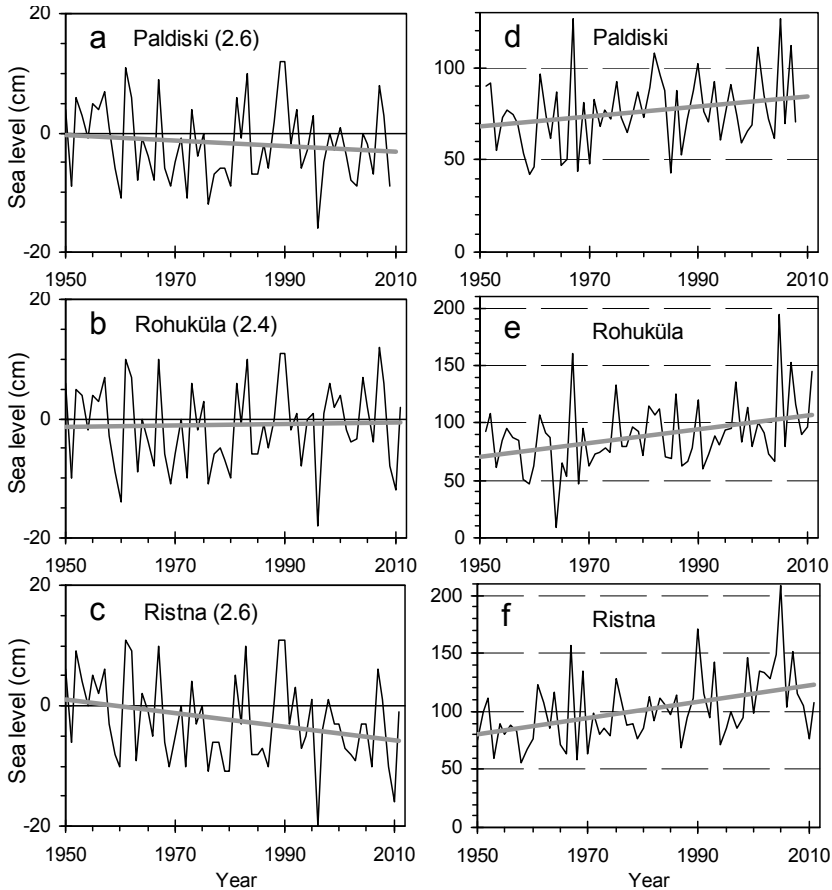 a Paldiski (2.6)
Sea level (cm)
20
0
-20
1950 1970 1990 2010
d Paldiski
100
50
0
1950 1970 1990 2010
b Rohuküla (2.4)
Sea level (cm)
20
0
-20
1950 1970 1990 2010
e Rohuküla
200
150
100
50
0
1950 1970 1990 2010
c Ristna (2.6)
Sea level (cm)
20
0
-20
1950 1970 1990 2010
Year
f Ristna
200
150
100
50
0
1950 1970 1990 2010
Year